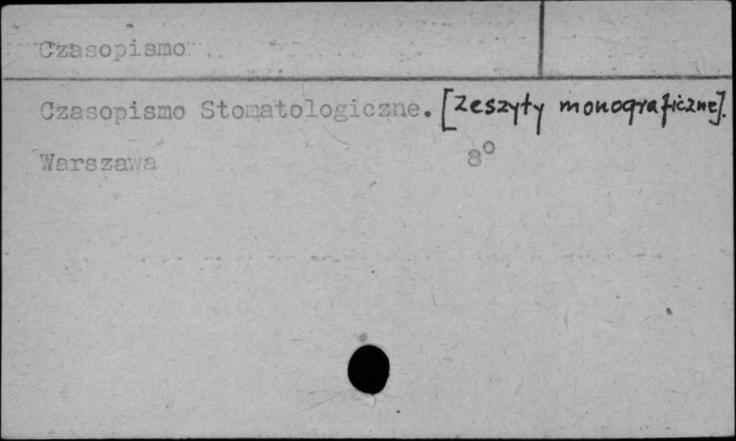 Czasopismo
Czasopismo Stomatologiczne. [Zeszyty monograficzne].
Warszawa 8°